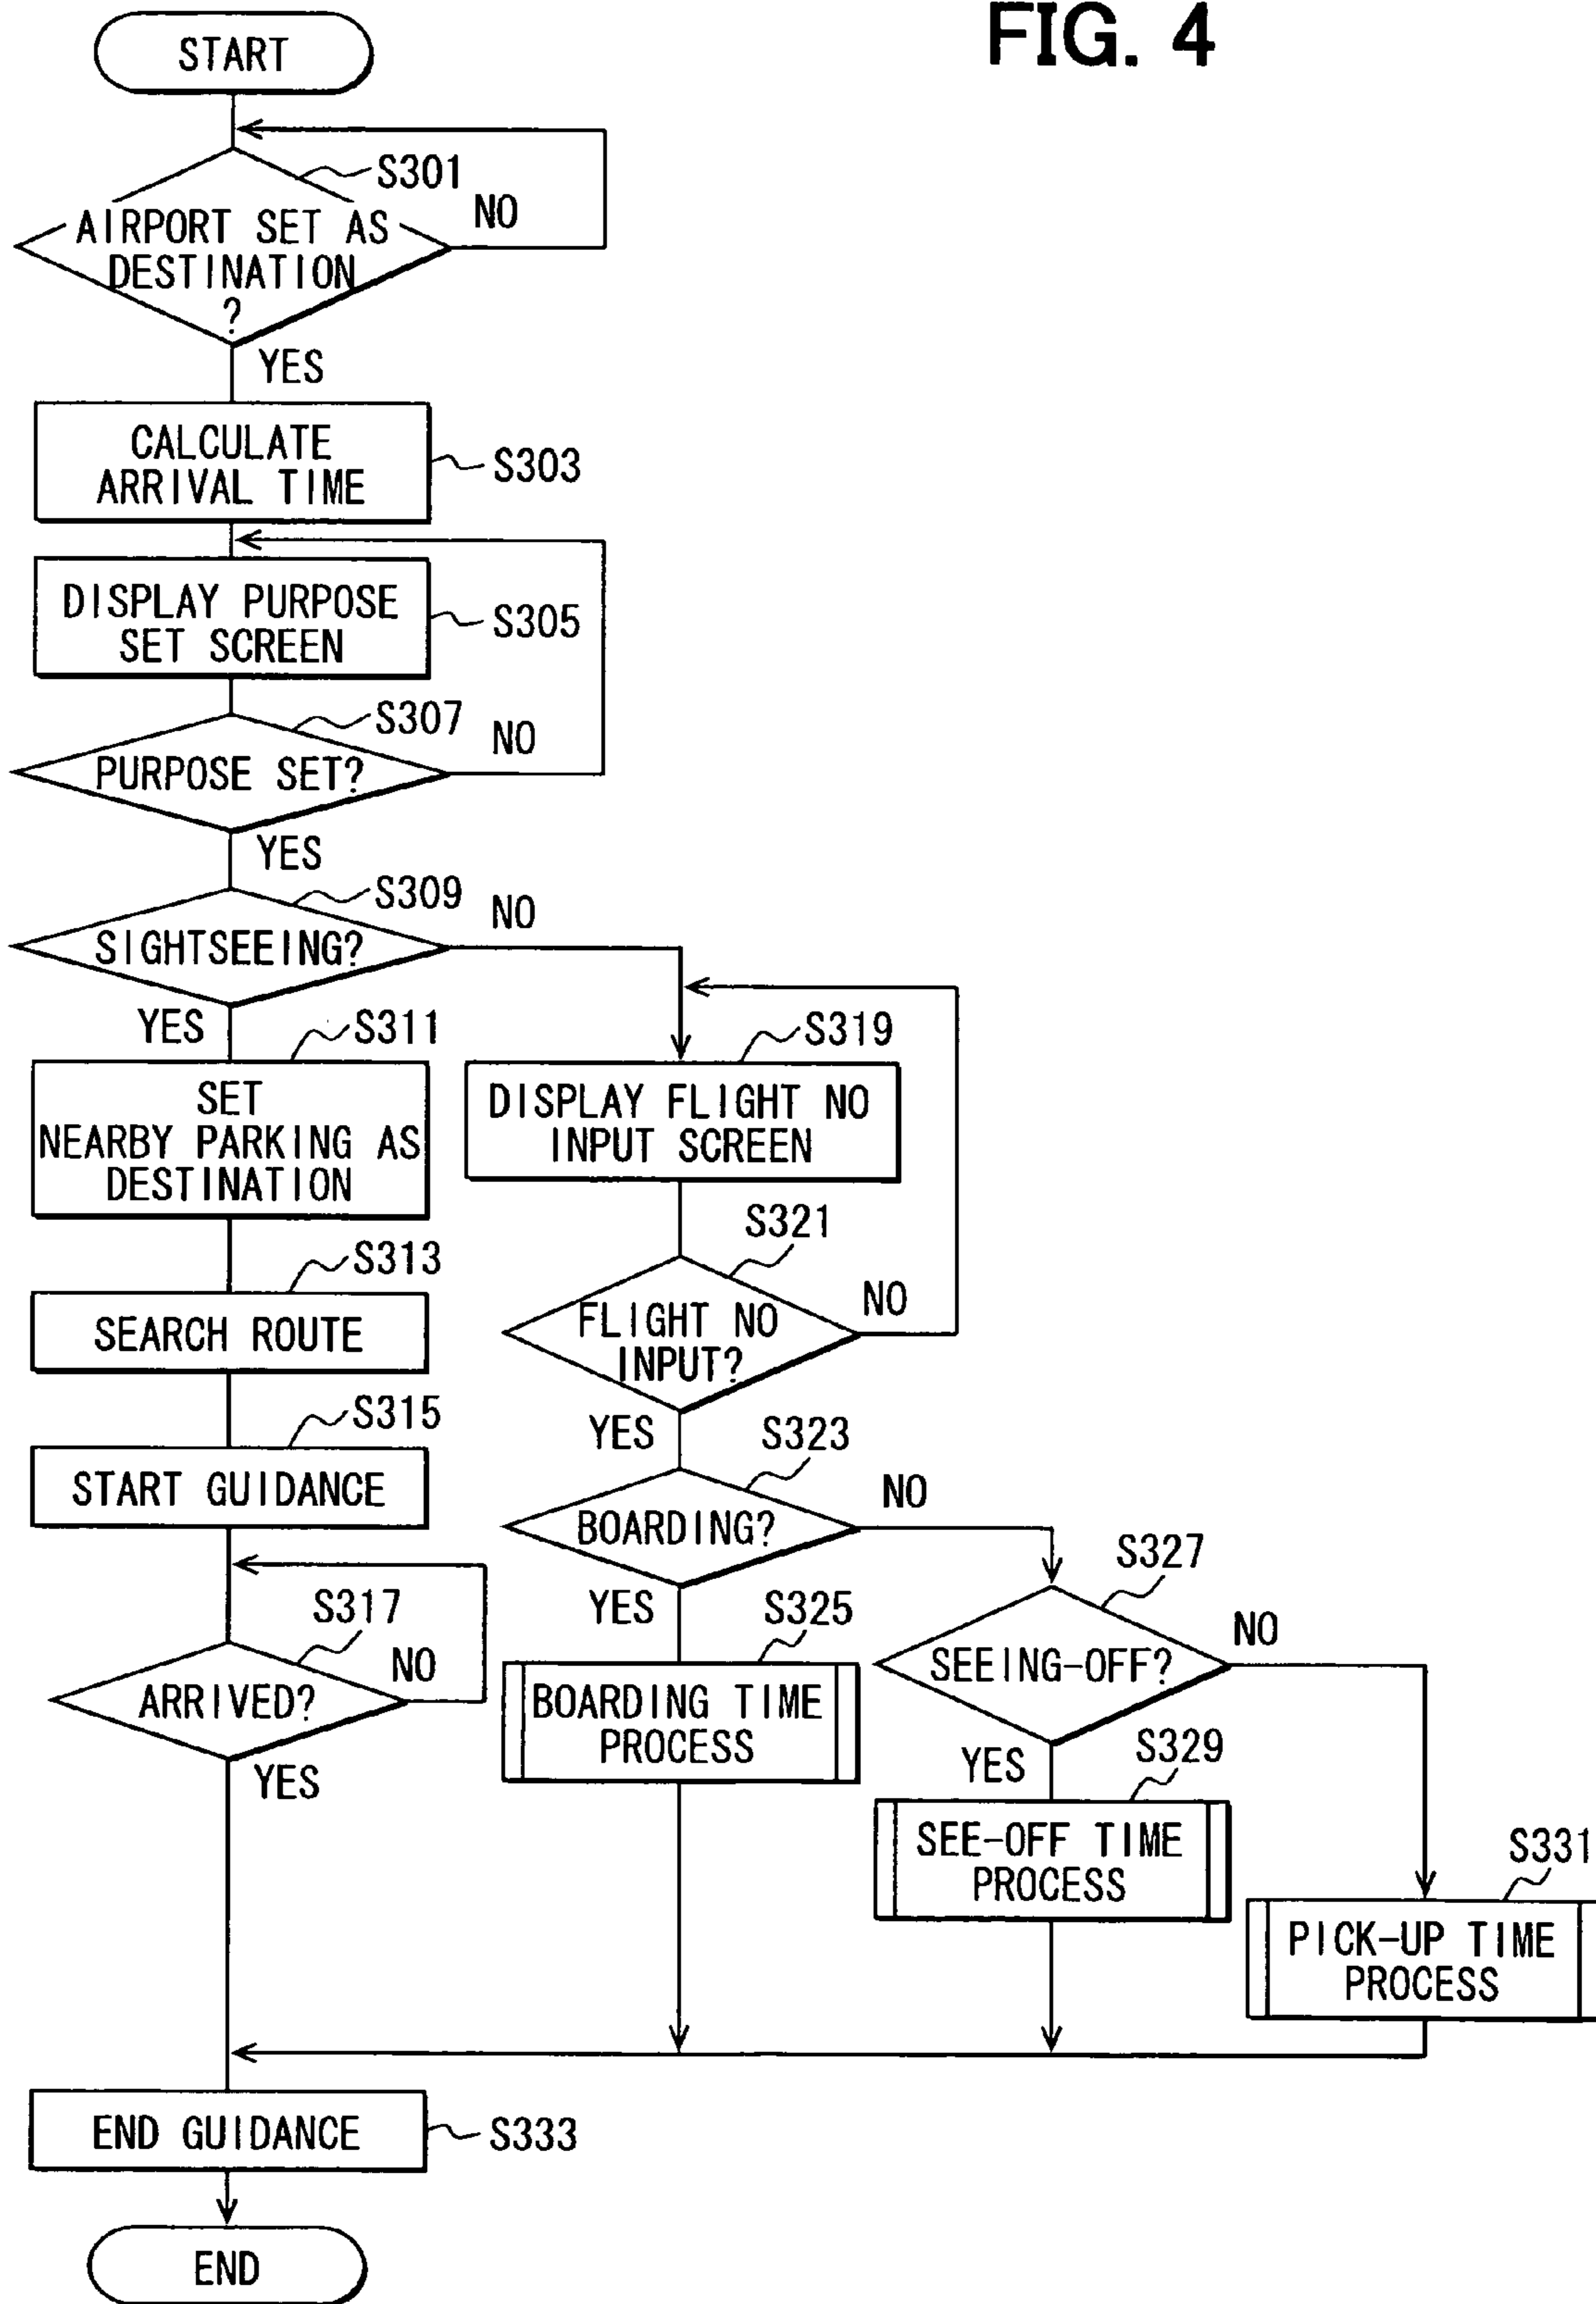 FIG. 4
START
S301
AIRPORT SET AS
DESTINATION
?
NO
YES
CALCULATE
ARRIVAL TIME
S303
DISPLAY PURPOSE
SET SCREEN
S305
S307
PURPOSE SET?
NO
YES
S309
SIGHTSEEING?
NO
YES
S311
SET
NEARBY PARKING AS
DESTINATION
S313
SEARCH ROUTE
S315
START GUIDANCE
S317
ARRIVED?
NO
YES
S319
DISPLAY FLIGHT NO
INPUT SCREEN
S321
FLIGHT NO
INPUT?
NO
YES
S323
BOARDING?
NO
YES
S325
BOARDING TIME
PROCESS
S327
SEEING-OFF?
NO
YES
S329
SEE-OFF TIME
PROCESS
S331
PICK-UP TIME
PROCESS
END GUIDANCE
S333
END